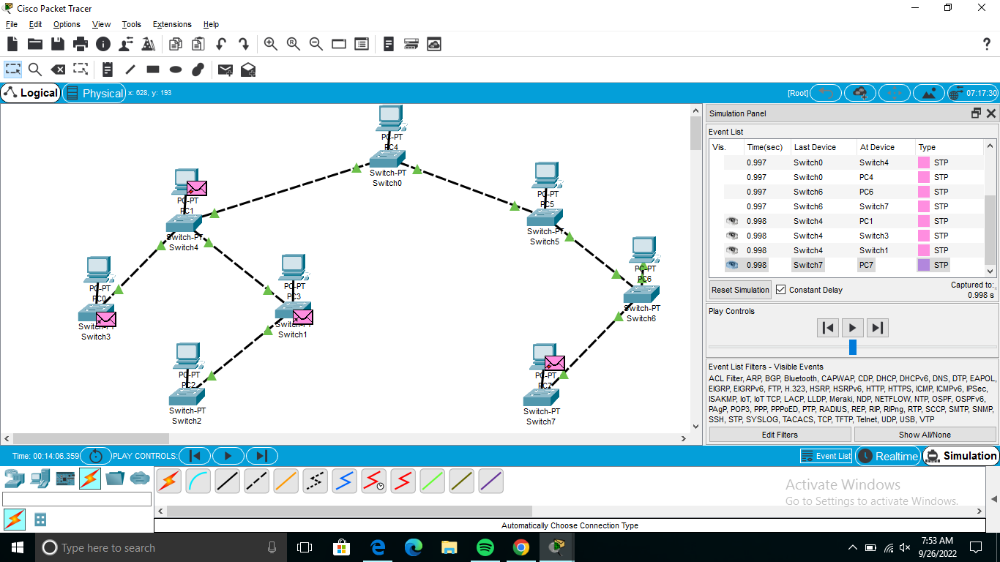 Cisco Packet Tracer
File Edit Options View Tools Extensions Help
?
Logical Physical x: 628, y: 193 [Root] 07:17:30
PC-PT
PC4
Switch-PT
Switch0
PC-PT
PC1
Switch-PT
Switch4
PC-PT
PC5
Switch-PT
Switch5
PC-PT
PC0
Switch3
PC-PT
PC3
Switch1
PC-PT
PC6
Switch-PT
Switch6
PC-PT
PC2
Switch-PT
Switch2
PC-PT
PC7
Switch-PT
Switch7
Simulation Panel
Event List
Vis. Time(sec) Last Device At Device Type
0.997 Switch0 Switch4 STP
0.997 Switch0 PC4 STP
0.997 Switch6 PC6 STP
0.997 Switch6 Switch7 STP
0.998 Switch4 PC1 STP
0.998 Switch4 Switch3 STP
0.998 Switch4 Switch1 STP
0.998 Switch7 PC7 STP
Reset Simulation Constant Delay Captured to:
0.998 s
Play Controls
Event List Filters - Visible Events
ACL Filter, ARP, BGP, Bluetooth, CAPWAP, CDP, DHCP, DHCPv6, DNS, DTP, EAPOL,
EIGRP, EIGRPv6, FTP, H.323, HSRP, HSRPv6, HTTP, HTTPS, ICMP, ICMPv6, IPSec,
ISAKMP, IoT, IoT TCP, LACP, LLDP, Meraki, NDP, NETFLOW, NTP, OSPF, OSPFv6,
PAgP, POP3, PPP, PPPoED, PTP, RADIUS, REP, RIP, RIPng, RTP, SCCP, SMTP, SNMP,
SSH, STP, SYSLOG, TACACS, TCP, TFTP, Telnet, UDP, USB, VTP
Edit Filters Show All/None
Time: 00:14:06.359 PLAY CONTROLS: Event List Realtime Simulation
Activate Windows
Go to Settings to activate Windows.
Automatically Choose Connection Type
Type here to search
7:53 AM
9/26/2022